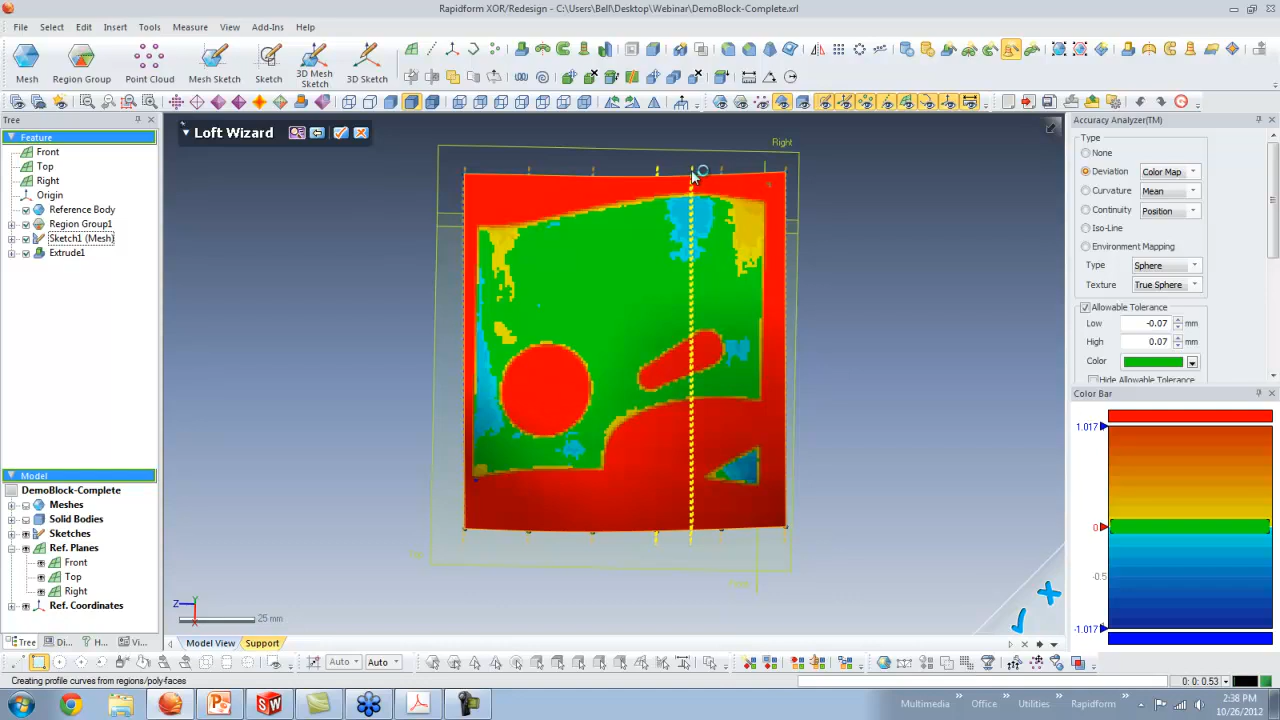 Rapidform XOR/Redesign - C:\Users\Bell\Desktop\Webinar\DemoBlock-Complete.xrl
File Select Edit Insert Tools Measure View Add-Ins Help
Mesh Region Group Point Cloud Mesh Sketch Sketch 3D Mesh Sketch 3D Sketch
Tree
Feature
Front
Top
Right
Origin
Reference Body
Region Group1
Sketch1 (Mesh)
Extrude1
Model
DemoBlock-Complete
Meshes
Solid Bodies
Sketches
Ref. Planes
Front
Top
Right
Ref. Coordinates
Tree Di... H... Vi...
Loft Wizard
Right
Z
Y
25 mm
Model View Support
Accuracy Analyzer(TM)
Type
None
Deviation Color Map
Curvature Mean
Continuity Position
Iso-Line
Environment Mapping
Type Sphere
Texture True Sphere
Allowable Tolerance
Low -0.07 mm
High 0.07 mm
Color
Hide Allowable Tolerance
Color Bar
1.017
0
-0.5
-1.017
Auto Auto
Creating profile curves from regions/poly-faces
0: 0: 0.53
Multimedia Office Utilities Rapidform
2:38 PM
10/26/2012